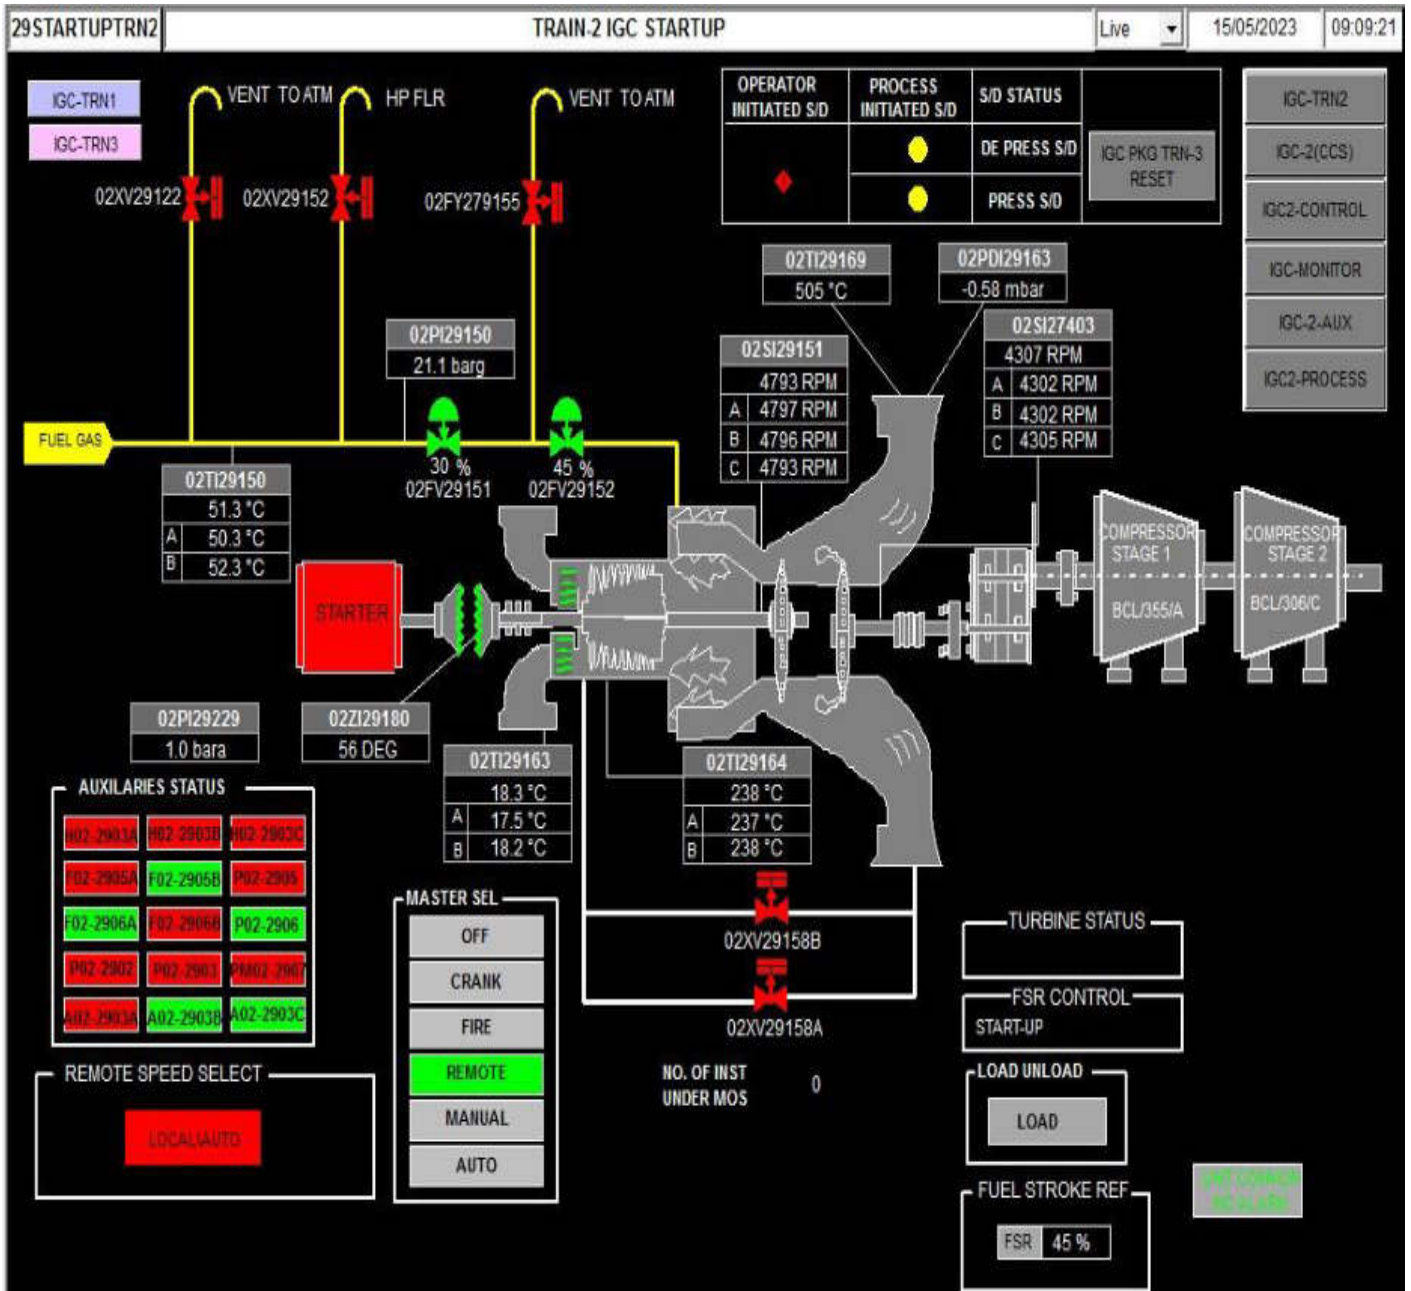 29STARTUPTRN2
TRAIN-2 IGC STARTUP
Live
15/05/2023
09:09:21
IGC-TRN1
IGC-TRN3
VENT TO ATM
HP FLR
VENT TO ATM
02XV29122
02XV29152
02FY279155
OPERATOR
INITIATED S/D
PROCESS
INITIATED S/D
S/D STATUS
DE PRESS S/D
PRESS S/D
IGC PKG TRN-3
RESET
IGC-TRN2
IGC-2(CCS)
IGC2-CONTROL
IGC-MONITOR
IGC-2-AUX
IGC2-PROCESS
02TI29169
505 °C
02PDI29163
-0.58 mbar
02PI29150
21.1 barg
02SI29151
4793 RPM
A 4797 RPM
B 4796 RPM
C 4793 RPM
02SI27403
4307 RPM
A 4302 RPM
B 4302 RPM
C 4305 RPM
FUEL GAS
30 %
02FV29151
45 %
02FV29152
02TI29150
51.3 °C
A 50.3 °C
B 52.3 °C
STARTER
COMPRESSOR
STAGE 1
BCL/355/A
COMPRESSOR
STAGE 2
BCL/306/C
02PI29229
1.0 bara
02ZI29180
56 DEG
02TI29163
18.3 °C
A 17.5 °C
B 18.2 °C
02TI29164
238 °C
A 237 °C
B 238 °C
AUXILARIES STATUS
H02-2903A H02-2903B H02-2903C
F02-2905A F02-2905B P02-2905
F02-2906A F02-2906B P02-2906
P02-2902 P02-2903 PM02-2907
A02-2903A A02-2903B A02-2903C
REMOTE SPEED SELECT
LOCAL\AUTO
MASTER SEL
OFF
CRANK
FIRE
REMOTE
MANUAL
AUTO
02XV29158B
02XV29158A
NO. OF INST
UNDER MOS
0
TURBINE STATUS
FSR CONTROL
START-UP
LOAD UNLOAD
LOAD
FUEL STROKE REF
FSR 45 %
ALARM